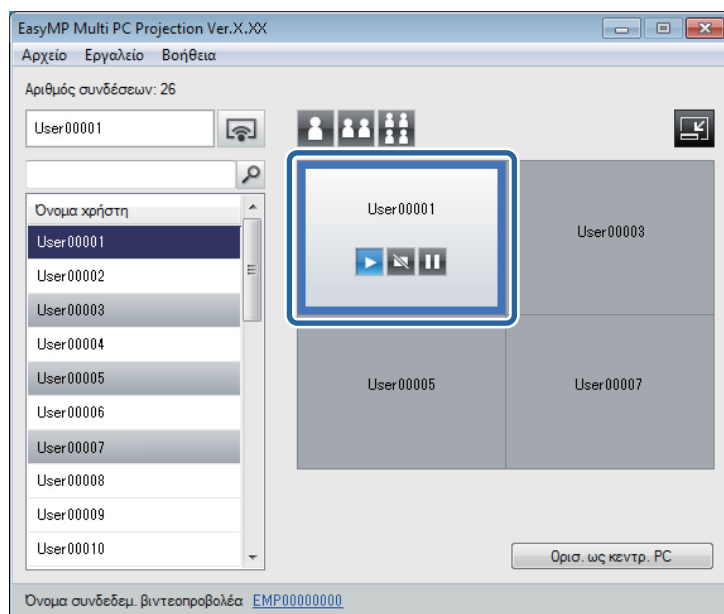 EasyMP Multi PC Projection Ver.X.XX
Αρχείο Εργαλείο Βοήθεια
Αριθμός συνδέσεων: 26
User00001
Όνομα χρήστη
User00001
User00002
User00003
User00004
User00005
User00006
User00007
User00008
User00009
User00010
User00001
User00003
User00005
User00007
Ορισ. ως κεντρ. PC
Όνομα συνδεδεμ. βιντεοπροβολέα EMP00000000